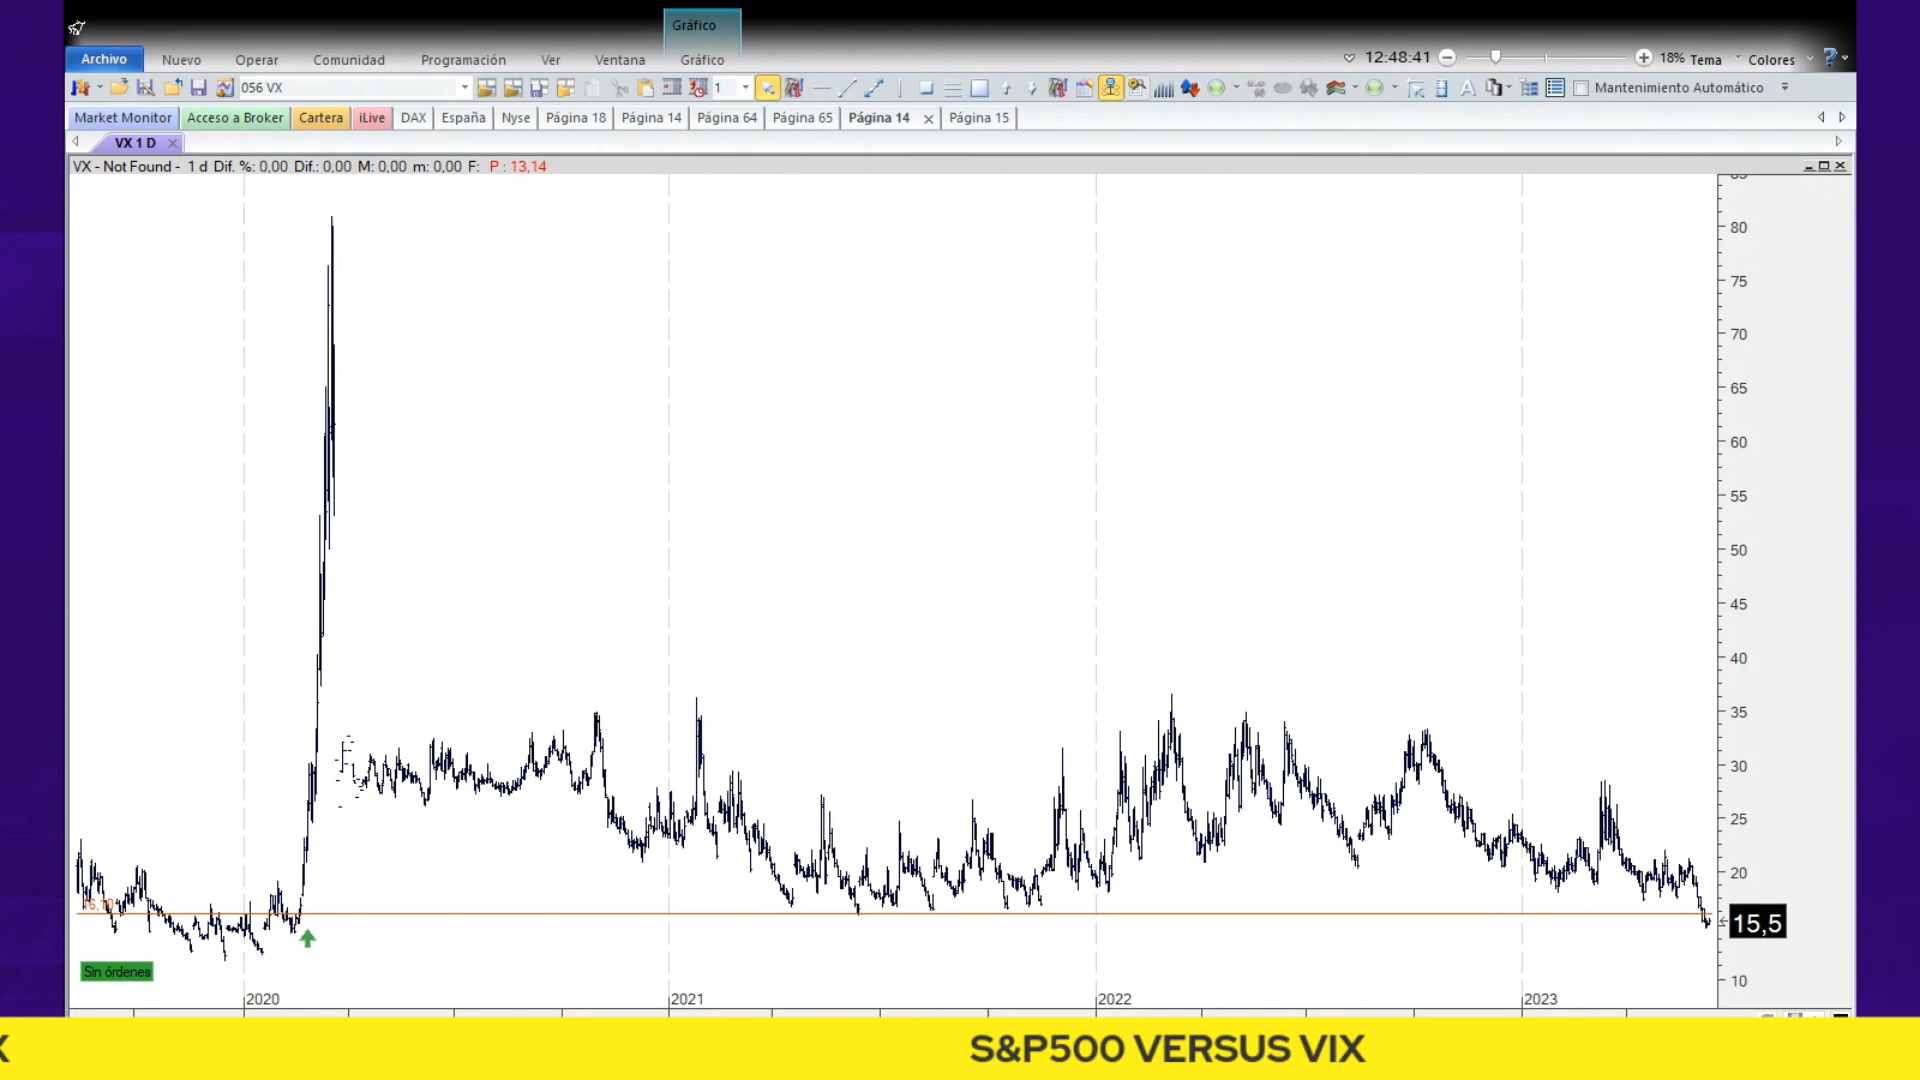 Gráfico
Archivo Nuevo Operar Comunidad Programación Ver Ventana Gráfico 12:48:41 18% Tema Colores
056 VX 1 Mantenimiento Automático
Market Monitor Acceso a Broker Cartera iLive DAX España Nyse Página 18 Página 14 Página 64 Página 65 Página 14 Página 15
VX 1 D
VX - Not Found - 1 d Dif. %: 0,00 Dif.: 0,00 M: 0,00 m: 0,00 F: P : 13,14
80
75
70
65
60
55
50
45
40
35
30
25
20
15,5
10
Sin órdenes
2020 2021 2022 2023
X S&P500 VERSUS VIX